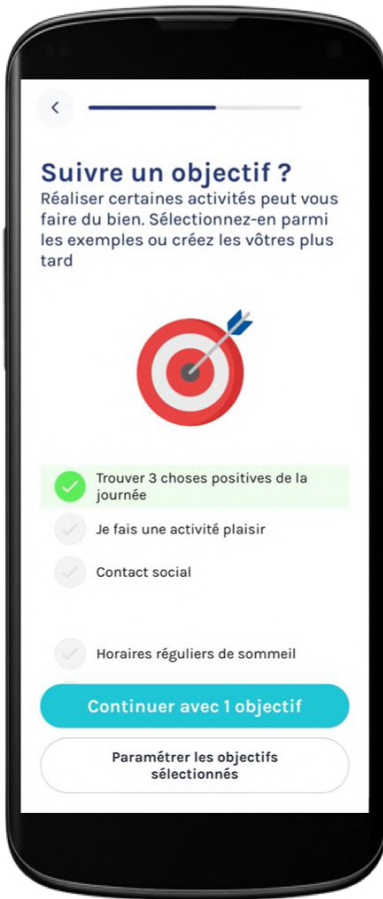 Suivre un objectif ?
Réaliser certaines activités peut vous
faire du bien. Sélectionnez-en parmi
les exemples ou créez les vôtres plus
tard
Trouver 3 choses positives de la
journée
Je fais une activité plaisir
Contact social
Horaires réguliers de sommeil
Continuer avec 1 objectif
Paramétrer les objectifs
sélectionnés